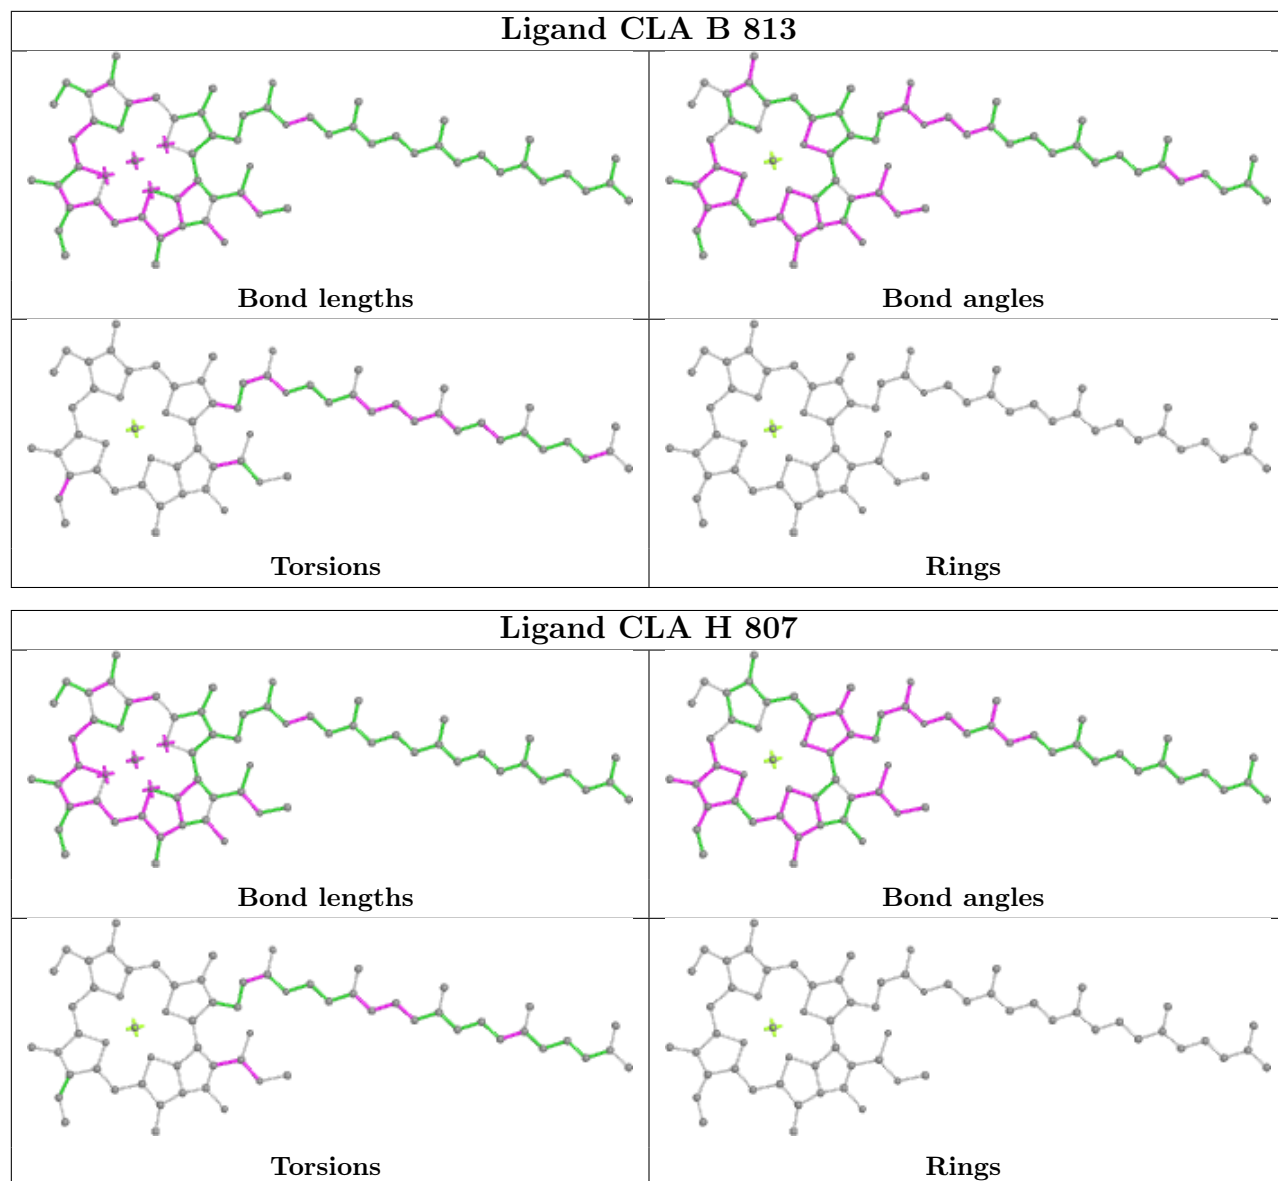 Ligand CLA B 813
Bond lengths
Bond angles
Torsions
Rings
Ligand CLA H 807
Bond lengths
Bond angles
Torsions
Rings